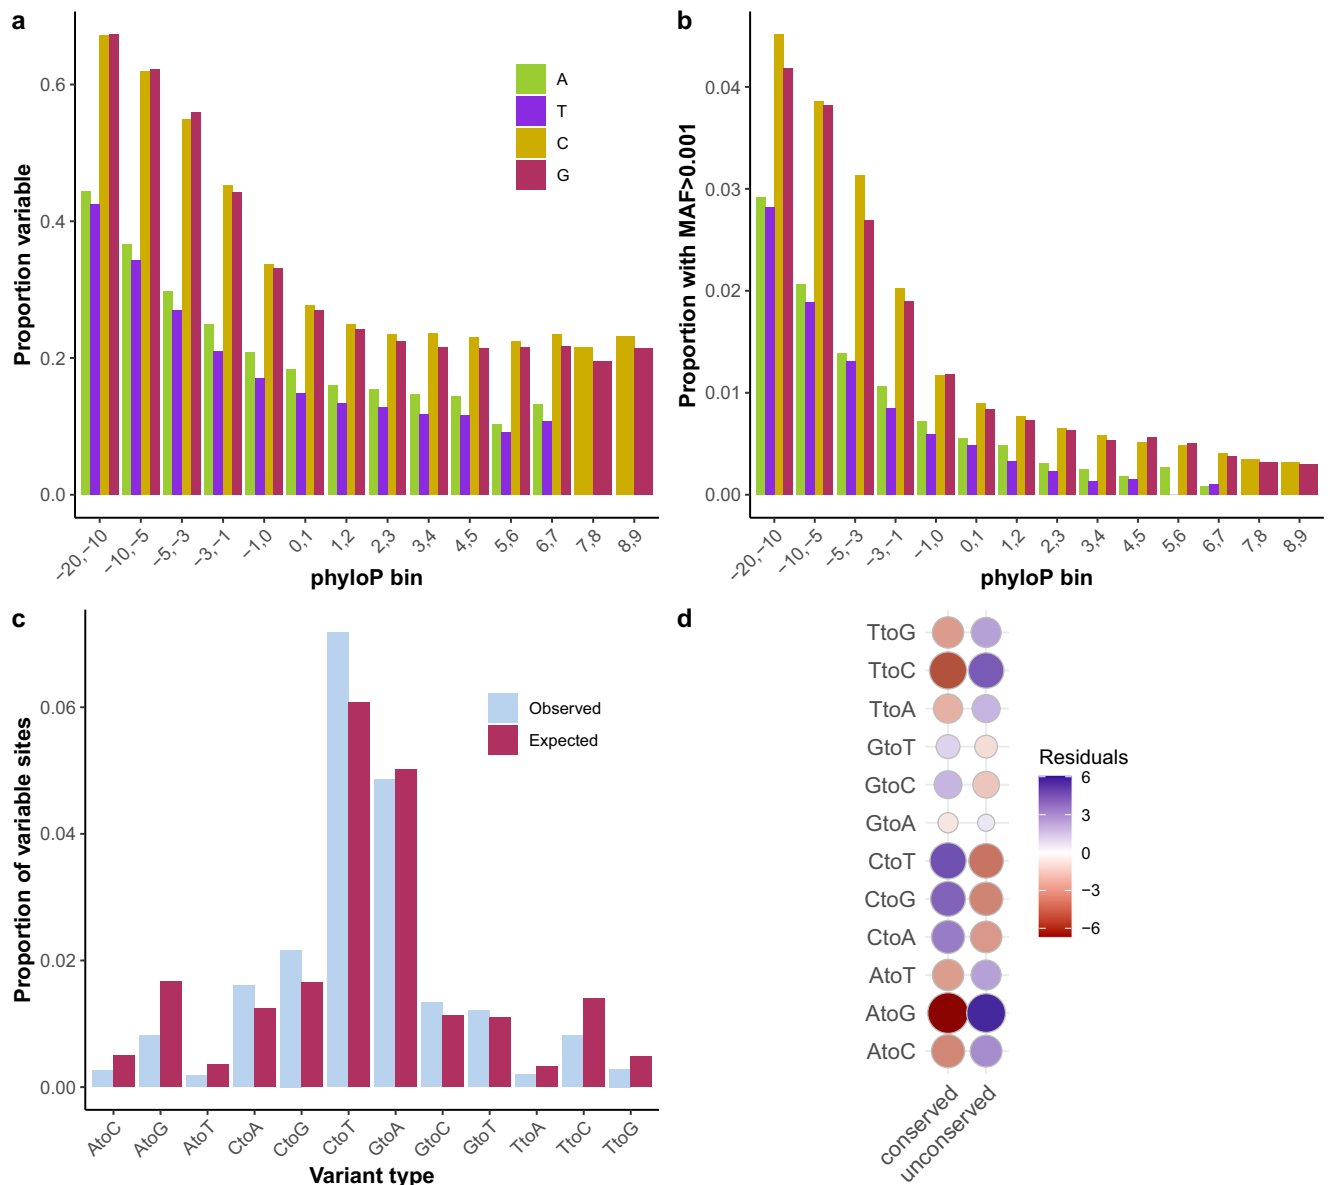 a
Proportion variable
0.6
0.4
0.2
0.0
A
T
C
G
−20,−10
−10,−5
−5,−3
−3,−1
−1,0
0,1
1,2
2,3
3,4
4,5
5,6
6,7
7,8
8,9
phyloP bin
b
Proportion with MAF>0.001
0.04
0.03
0.02
0.01
0.00
−20,−10
−10,−5
−5,−3
−3,−1
−1,0
0,1
1,2
2,3
3,4
4,5
5,6
6,7
7,8
8,9
phyloP bin
c
Proportion of variable sites
0.06
0.04
0.02
0.00
Observed
Expected
AtoC
AtoG
AtoT
CtoA
CtoG
CtoT
GtoA
GtoC
GtoT
TtoA
TtoC
TtoG
Variant type
d
TtoG
TtoC
TtoA
GtoT
GtoC
GtoA
CtoT
CtoG
CtoA
AtoT
AtoG
AtoC
conserved
unconserved
Residuals
6
3
0
−3
−6